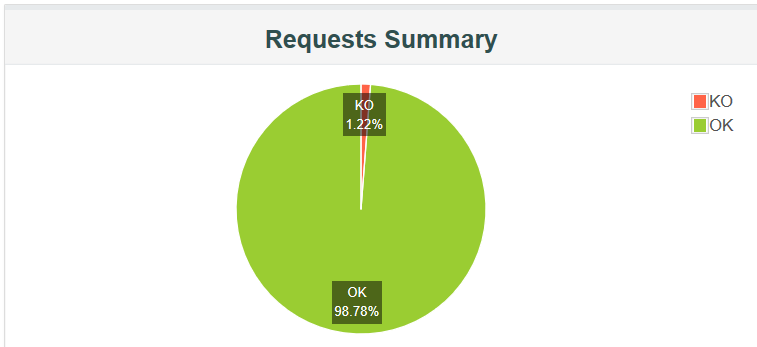 Requests Summary
KO
1.22%
KO
OK
OK
98.78%